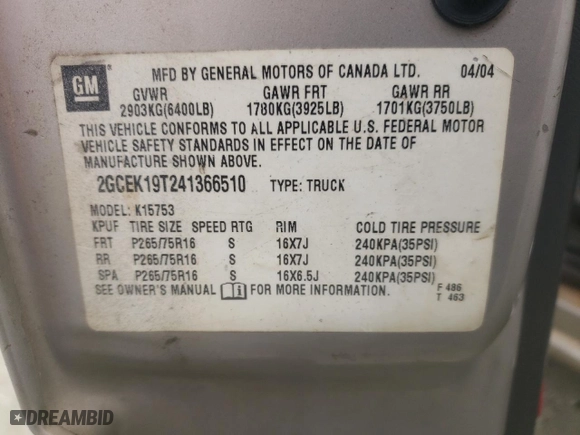 GM
MFD BY GENERAL MOTORS OF CANADA LTD. 04/04
GVWR GAWR FRT GAWR RR
2903KG(6400LB) 1780KG(3925LB) 1701KG(3750LB)
THIS VEHICLE CONFORMS TO ALL APPLICABLE U.S. FEDERAL MOTOR
VEHICLE SAFETY STANDARDS IN EFFECT ON THE DATE OF
MANUFACTURE SHOWN ABOVE.
2GCEK19T241366510 TYPE: TRUCK
MODEL: K15753
KPUF TIRE SIZE SPEED RTG RIM COLD TIRE PRESSURE
FRT P265/75R16 S 16X7J 240KPA(35PSI)
RR P265/75R16 S 16X7J 240KPA(35PSI)
SPA P265/75R16 S 16X6.5J 240KPA(35PSI)
SEE OWNER'S MANUAL FOR MORE INFORMATION.
F 486
T 463
DREAMBID